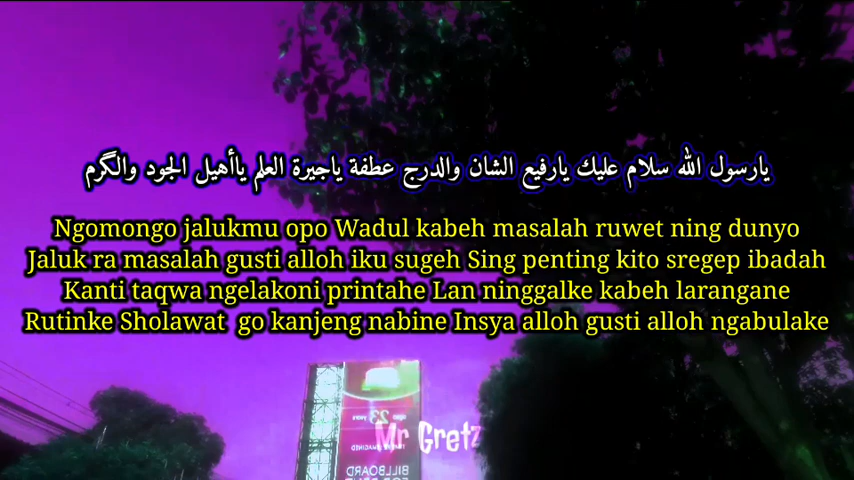 يارسول الله سلام عليك يارفيع الشان والدرج عطفة ياجيرة العلم ياأهيل الجود والكرم
Ngomongo jalukmu opo Wadul kabeh masalah ruwet ning dunyo
Jaluk ra masalah gusti alloh iku sugeh Sing penting kito sregep ibadah
Kanti taqwa ngelakoni printahe Lan ninggalke kabeh larangane
Rutinke Sholawat go kanjeng nabine Insya alloh gusti alloh ngabulake
23 years
Mr Gretz
BILLBOARD